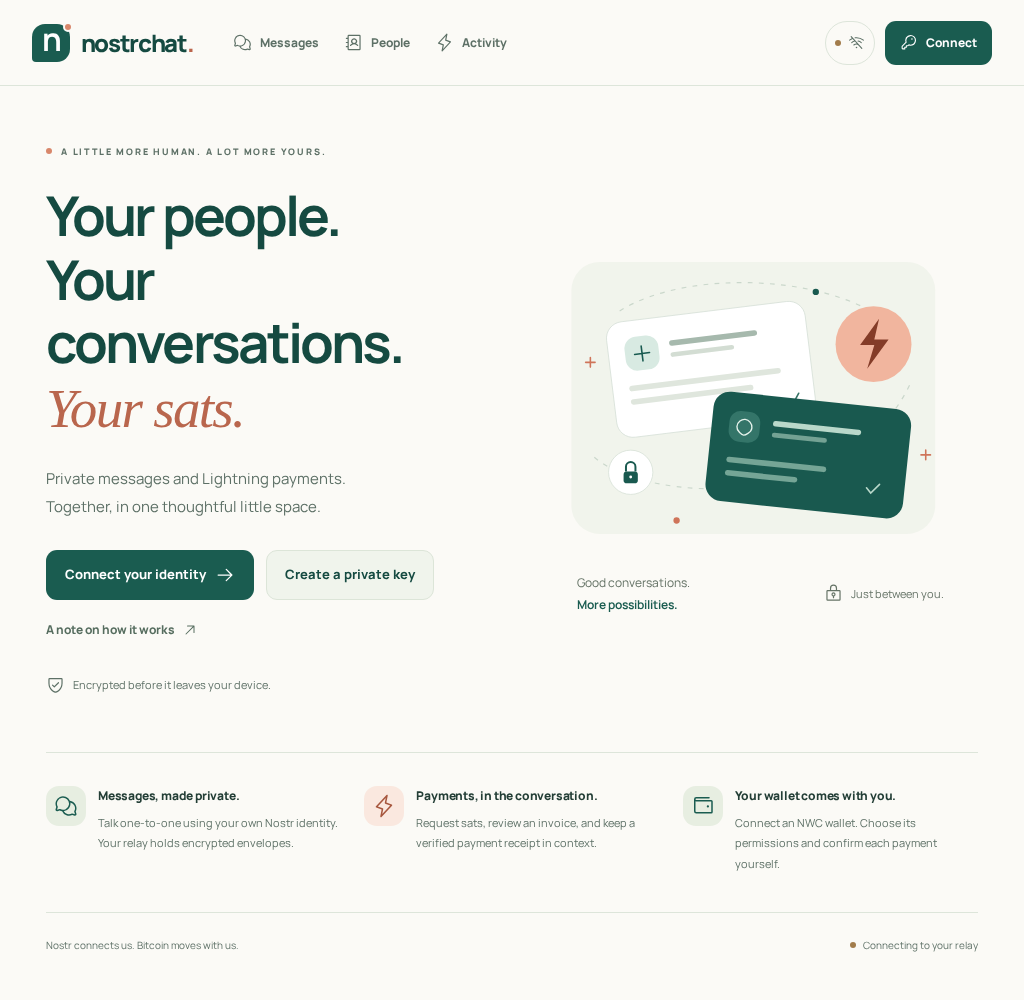 n nostrchat.
Messages
People
Activity
Connect
A LITTLE MORE HUMAN. A LOT MORE YOURS.
Your people.
Your
conversations.
Your sats.
Private messages and Lightning payments.
Together, in one thoughtful little space.
Connect your identity
Create a private key
A note on how it works
Encrypted before it leaves your device.
Good conversations.
More possibilities.
Just between you.
Messages, made private.
Talk one-to-one using your own Nostr identity.
Your relay holds encrypted envelopes.
Payments, in the conversation.
Request sats, review an invoice, and keep a
verified payment receipt in context.
Your wallet comes with you.
Connect an NWC wallet. Choose its
permissions and confirm each payment
yourself.
Nostr connects us. Bitcoin moves with us.
Connecting to your relay